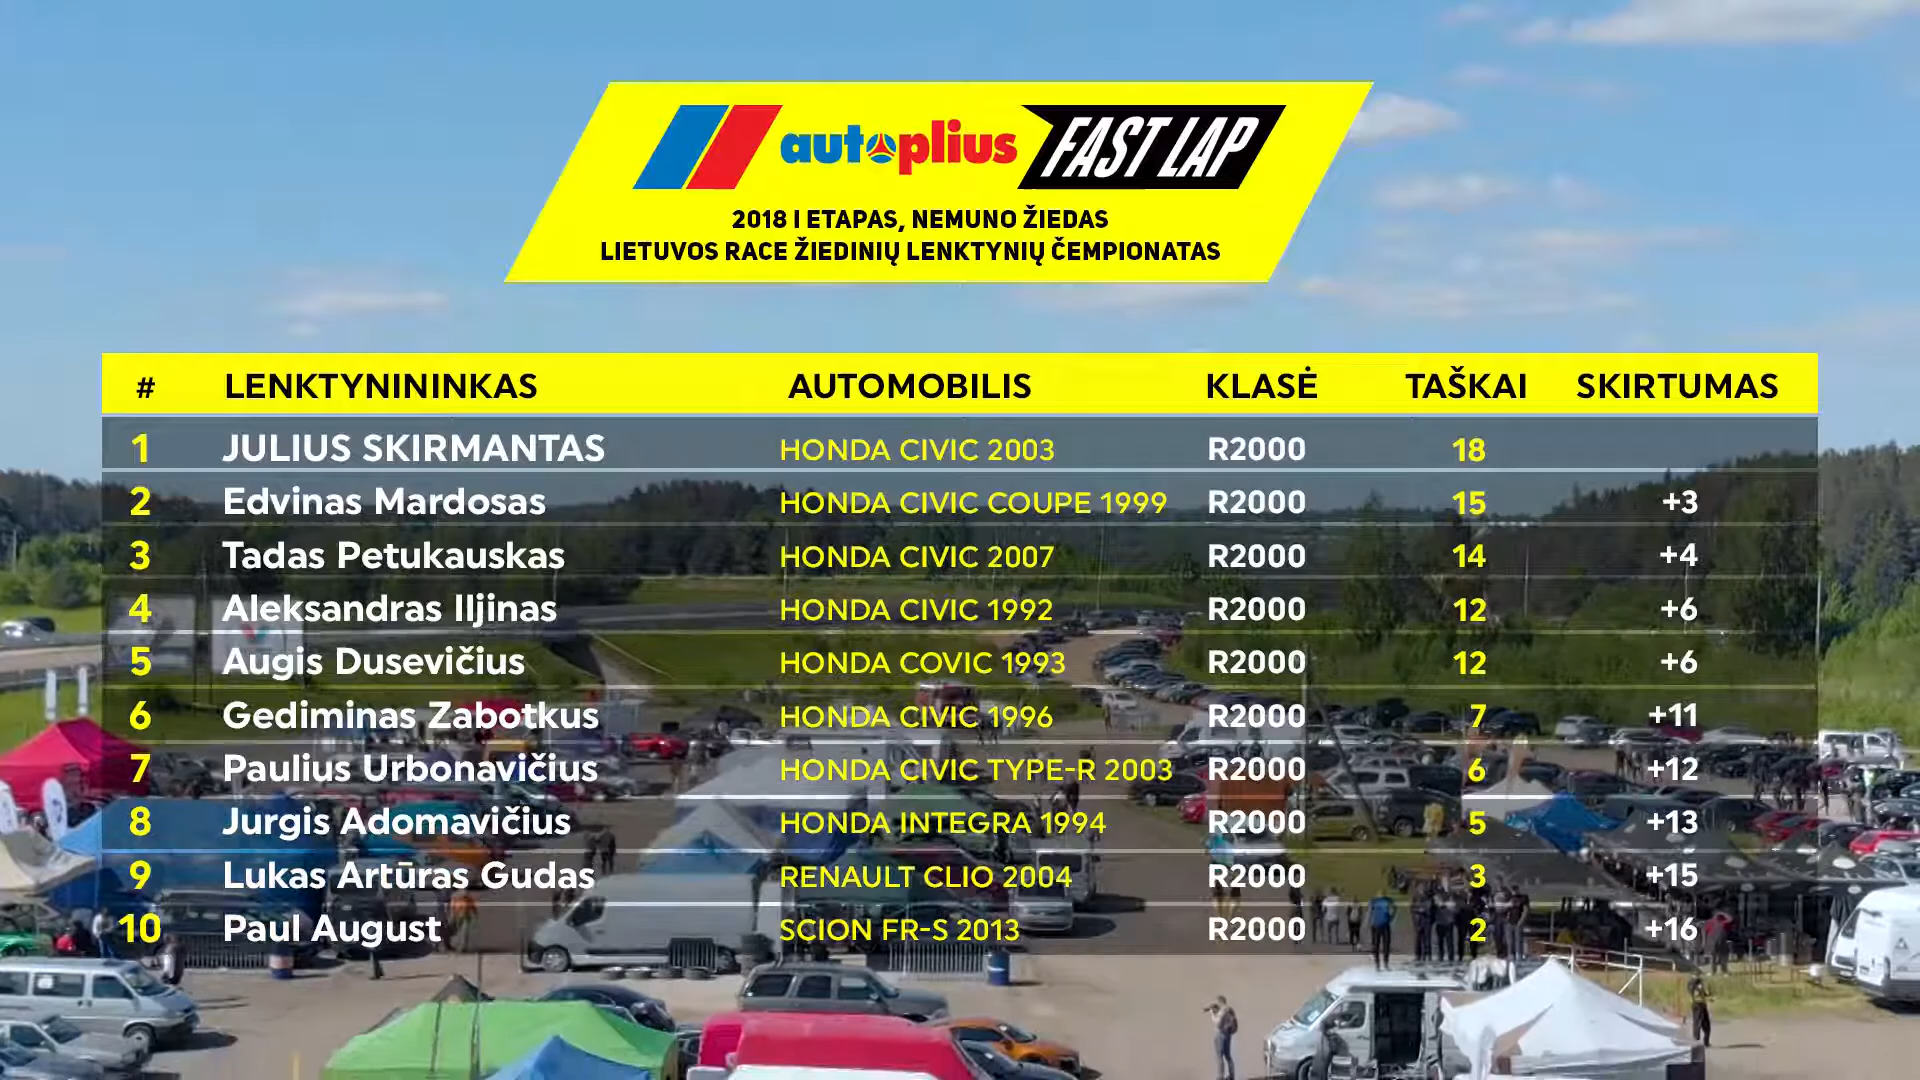 autoplius FAST LAP
2018 I ETAPAS, NEMUNO ŽIEDAS
LIETUVOS RACE ŽIEDINIŲ LENKTYNIŲ ČEMPIONATAS
# LENKTYNININKAS AUTOMOBILIS KLASĖ TAŠKAI SKIRTUMAS
1 JULIUS SKIRMANTAS HONDA CIVIC 2003 R2000 18
2 Edvinas Mardosas HONDA CIVIC COUPE 1999 R2000 15 +3
3 Tadas Petukauskas HONDA CIVIC 2007 R2000 14 +4
4 Aleksandras Iljinas HONDA CIVIC 1992 R2000 12 +6
5 Augis Dusevičius HONDA COVIC 1993 R2000 12 +6
6 Gediminas Zabotkus HONDA CIVIC 1996 R2000 7 +11
7 Paulius Urbonavičius HONDA CIVIC TYPE-R 2003 R2000 6 +12
8 Jurgis Adomavičius HONDA INTEGRA 1994 R2000 5 +13
9 Lukas Artūras Gudas RENAULT CLIO 2004 R2000 3 +15
10 Paul August SCION FR-S 2013 R2000 2 +16